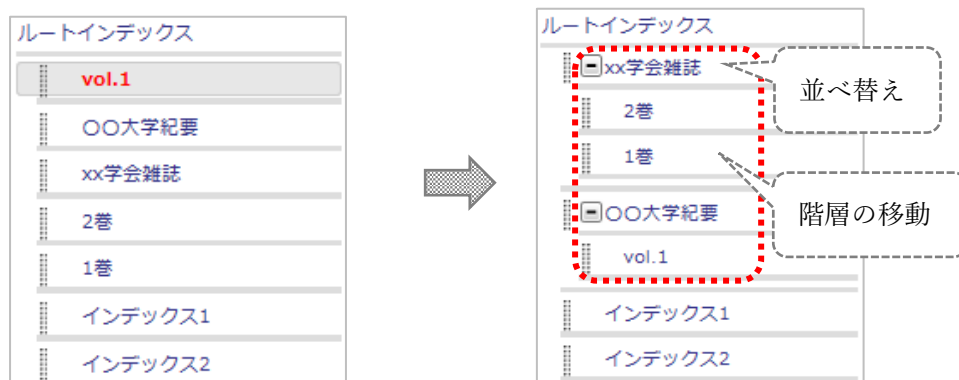 ルートインデックス
vol.1
〇〇大学紀要
xx学会雑誌
2巻
1巻
インデックス1
インデックス2
ルートインデックス
xx学会雑誌
2巻
1巻
〇〇大学紀要
vol.1
インデックス1
インデックス2
並べ替え
階層の移動